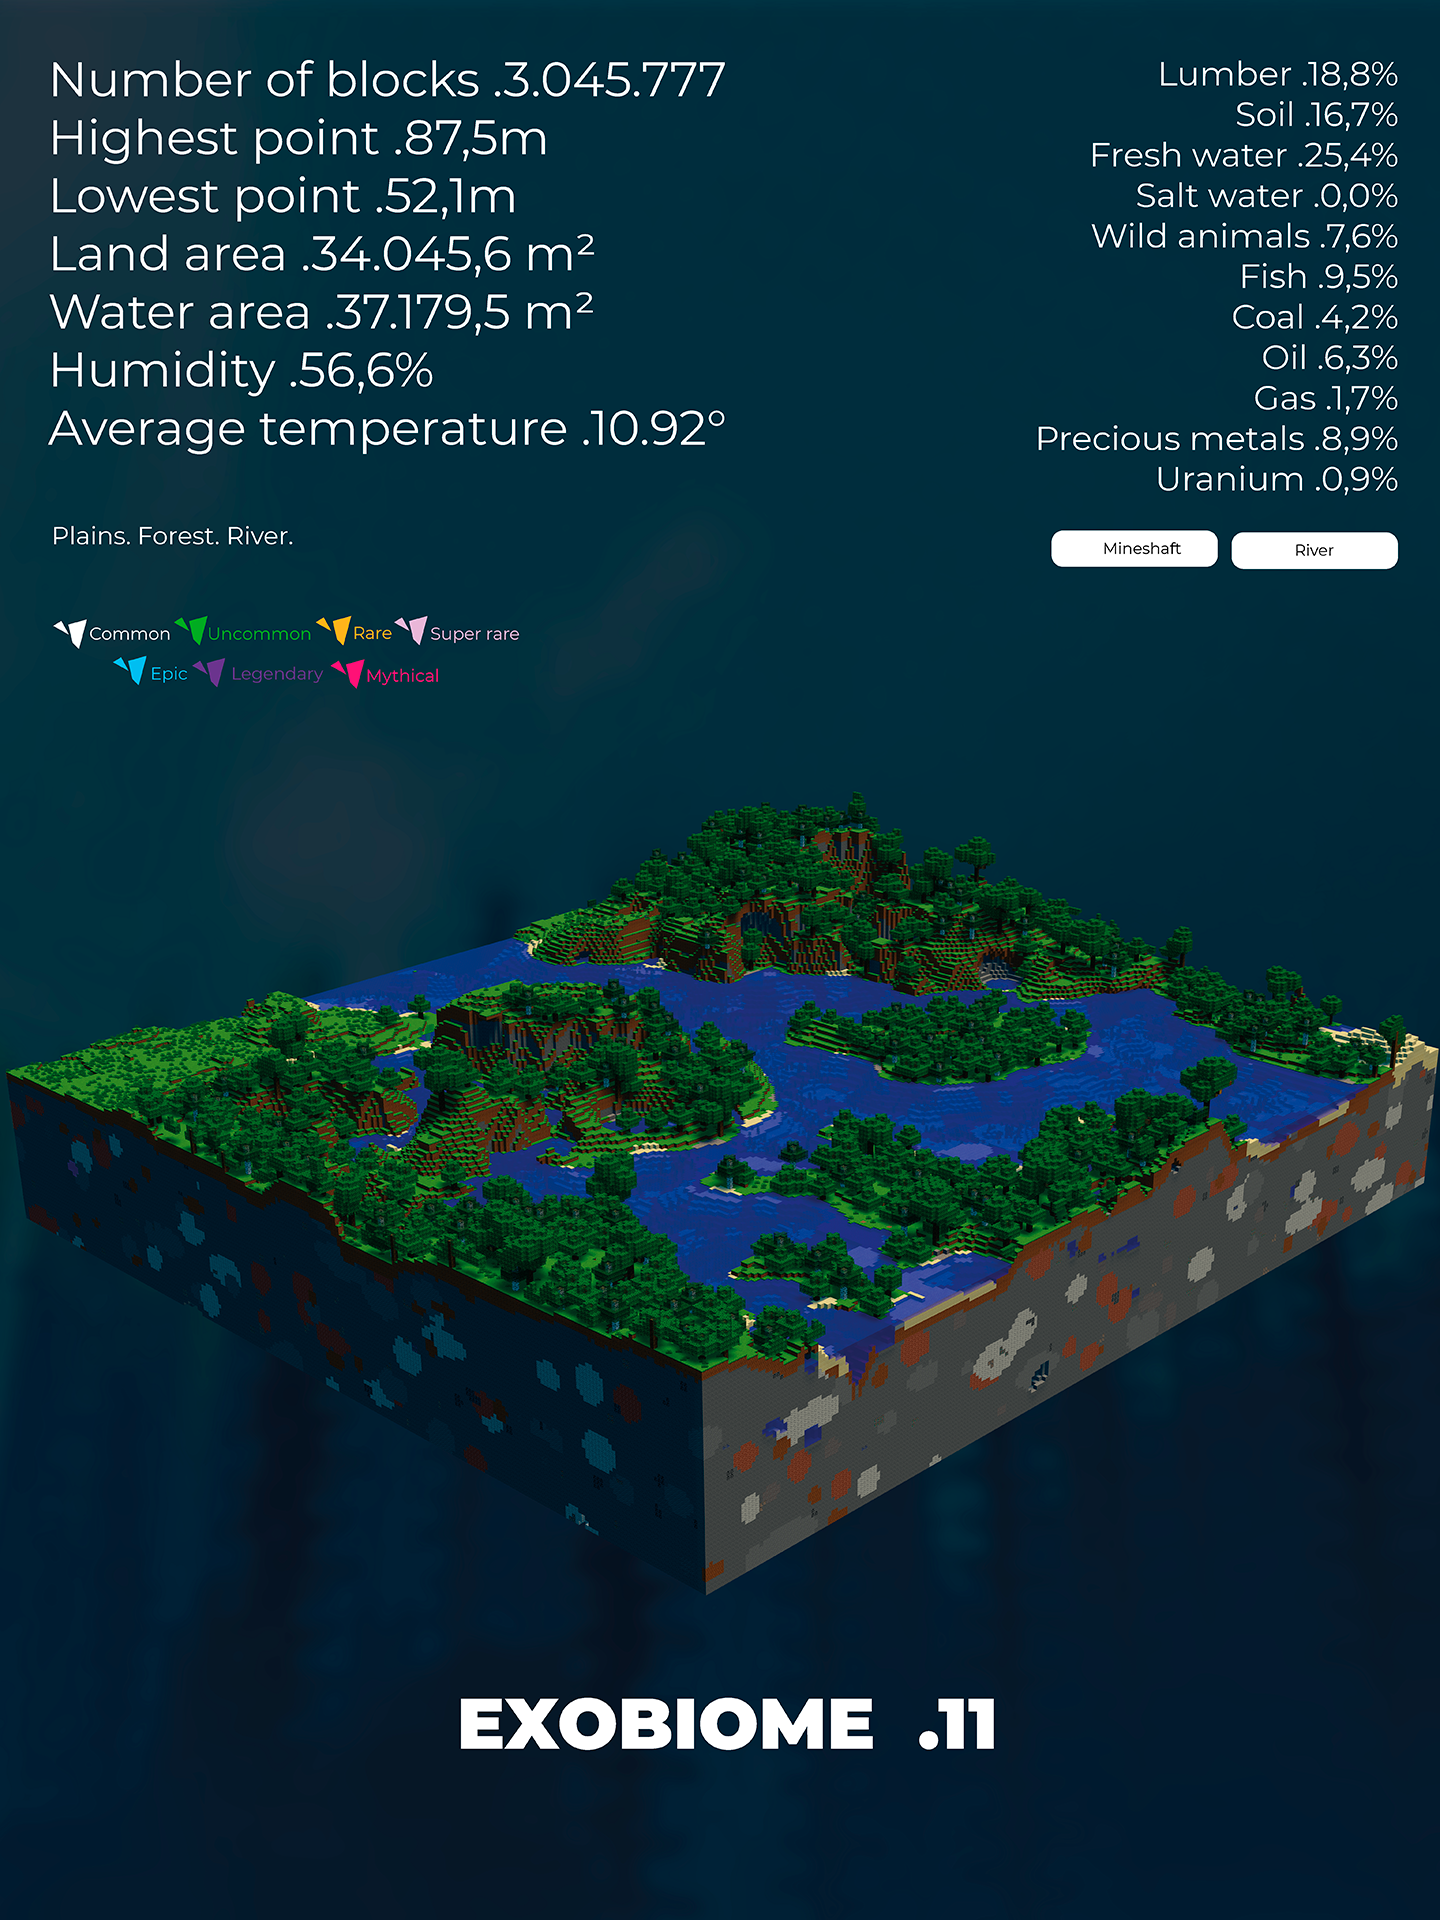 Number of blocks .3.045.777
Highest point .87,5m
Lowest point .52,1m
Land area .34.045,6 m²
Water area .37.179,5 m²
Humidity .56,6%
Average temperature .10.92°
Lumber .18,8%
Soil .16,7%
Fresh water .25,4%
Salt water .0,0%
Wild animals .7,6%
Fish .9,5%
Coal .4,2%
Oil .6,3%
Gas .1,7%
Precious metals .8,9%
Uranium .0,9%
Plains. Forest. River.
Mineshaft River
Common Uncommon Rare Super rare
Epic Legendary Mythical
EXOBIOME .11